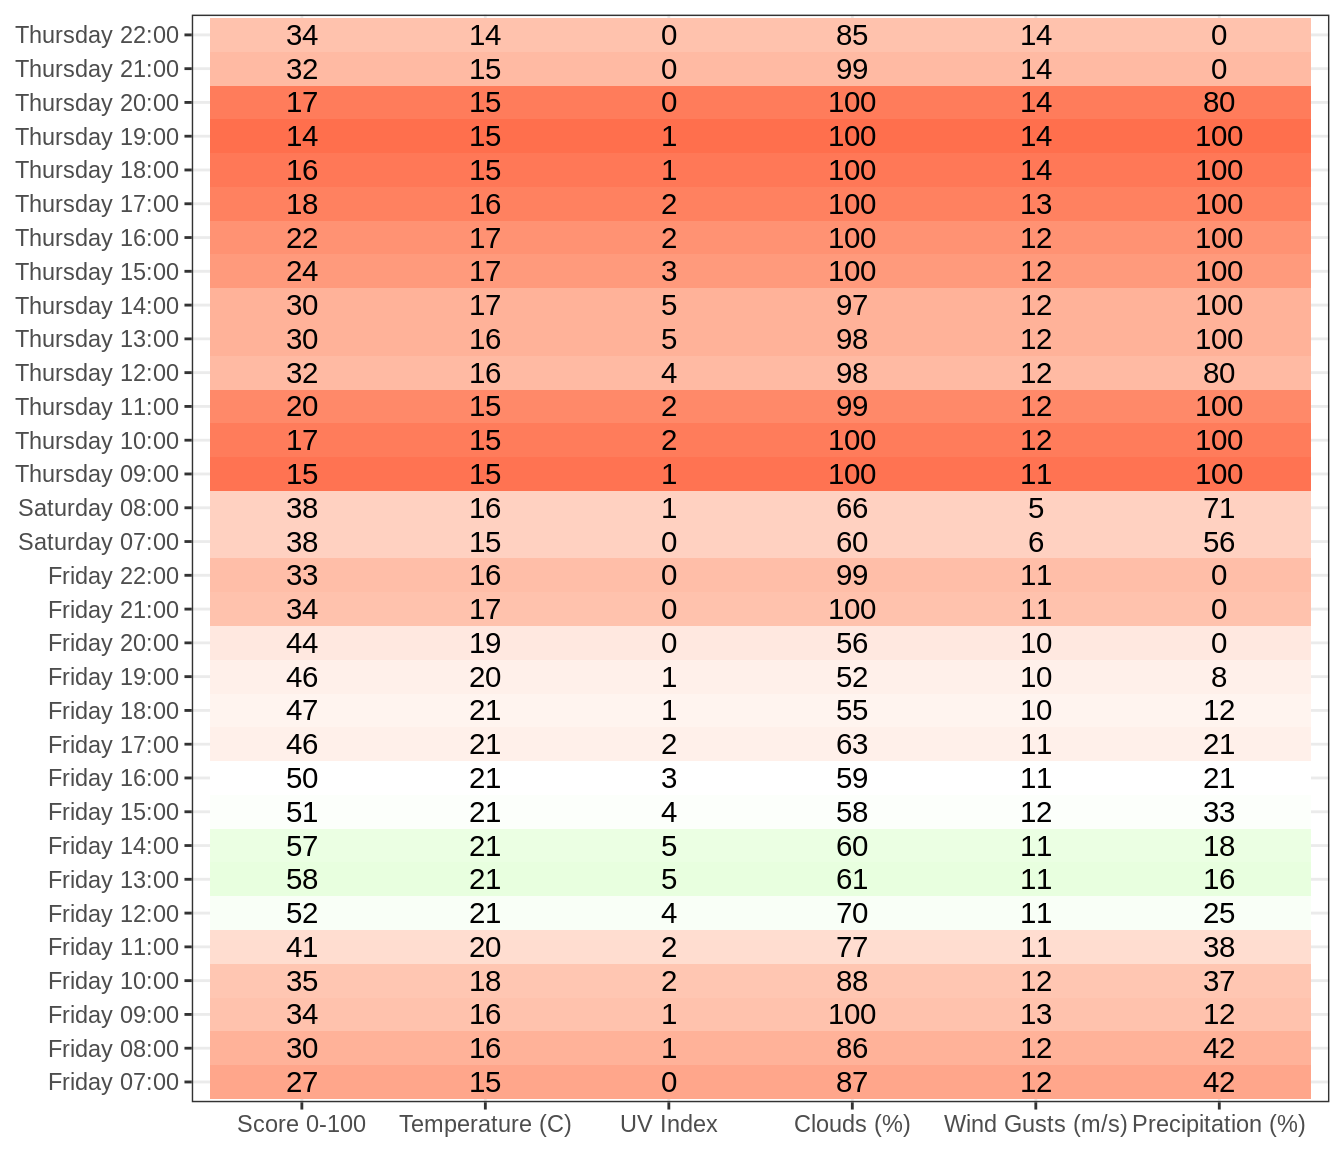 Thursday 22:00 34 14 0 85 14 0
Thursday 21:00 32 15 0 99 14 0
Thursday 20:00 17 15 0 100 14 80
Thursday 19:00 14 15 1 100 14 100
Thursday 18:00 16 15 1 100 14 100
Thursday 17:00 18 16 2 100 13 100
Thursday 16:00 22 17 2 100 12 100
Thursday 15:00 24 17 3 100 12 100
Thursday 14:00 30 17 5 97 12 100
Thursday 13:00 30 16 5 98 12 100
Thursday 12:00 32 16 4 98 12 80
Thursday 11:00 20 15 2 99 12 100
Thursday 10:00 17 15 2 100 12 100
Thursday 09:00 15 15 1 100 11 100
Saturday 08:00 38 16 1 66 5 71
Saturday 07:00 38 15 0 60 6 56
Friday 22:00 33 16 0 99 11 0
Friday 21:00 34 17 0 100 11 0
Friday 20:00 44 19 0 56 10 0
Friday 19:00 46 20 1 52 10 8
Friday 18:00 47 21 1 55 10 12
Friday 17:00 46 21 2 63 11 21
Friday 16:00 50 21 3 59 11 21
Friday 15:00 51 21 4 58 12 33
Friday 14:00 57 21 5 60 11 18
Friday 13:00 58 21 5 61 11 16
Friday 12:00 52 21 4 70 11 25
Friday 11:00 41 20 2 77 11 38
Friday 10:00 35 18 2 88 12 37
Friday 09:00 34 16 1 100 13 12
Friday 08:00 30 16 1 86 12 42
Friday 07:00 27 15 0 87 12 42
Score 0-100 Temperature (C) UV Index Clouds (%) Wind Gusts (m/s) Precipitation (%)